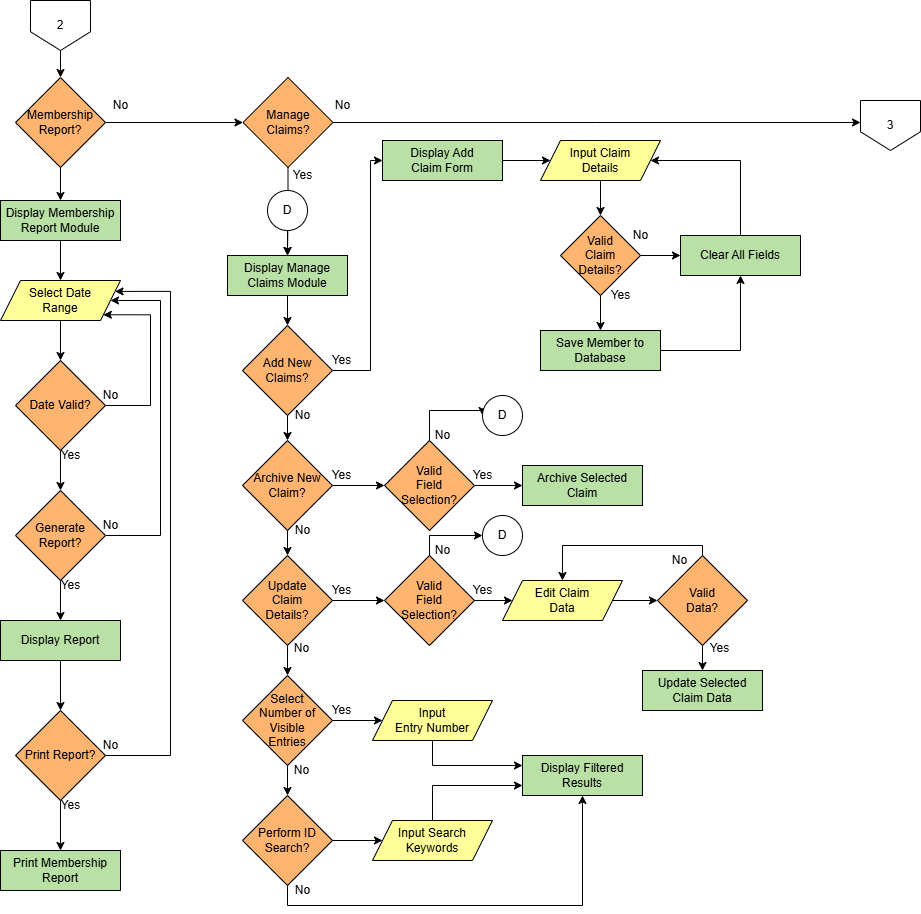 2
Membership
Report?
No
Manage
Claims?
No
3
Yes
D
Display Membership
Report Module
Display Manage
Claims Module
Display Add
Claim Form
Input Claim
Details
Valid
Claim
Details?
No
Clear All Fields
Yes
Save Member to
Database
Select Date
Range
Date Valid?
No
Yes
Generate
Report?
No
Yes
Display Report
Print Report?
No
Yes
Print Membership
Report
Add New
Claims?
Yes
No
Archive New
Claim?
Yes
Valid
Field
Selection?
No
D
Yes
Archive Selected
Claim
No
Update
Claim
Details?
Yes
Valid
Field
Selection?
No
D
Yes
Edit Claim
Data
Valid
Data?
No
Yes
Update Selected
Claim Data
No
Select
Number of
Visible
Entries
Yes
Input
Entry Number
Display Filtered
Results
No
Perform ID
Search?
Input Search
Keywords
No